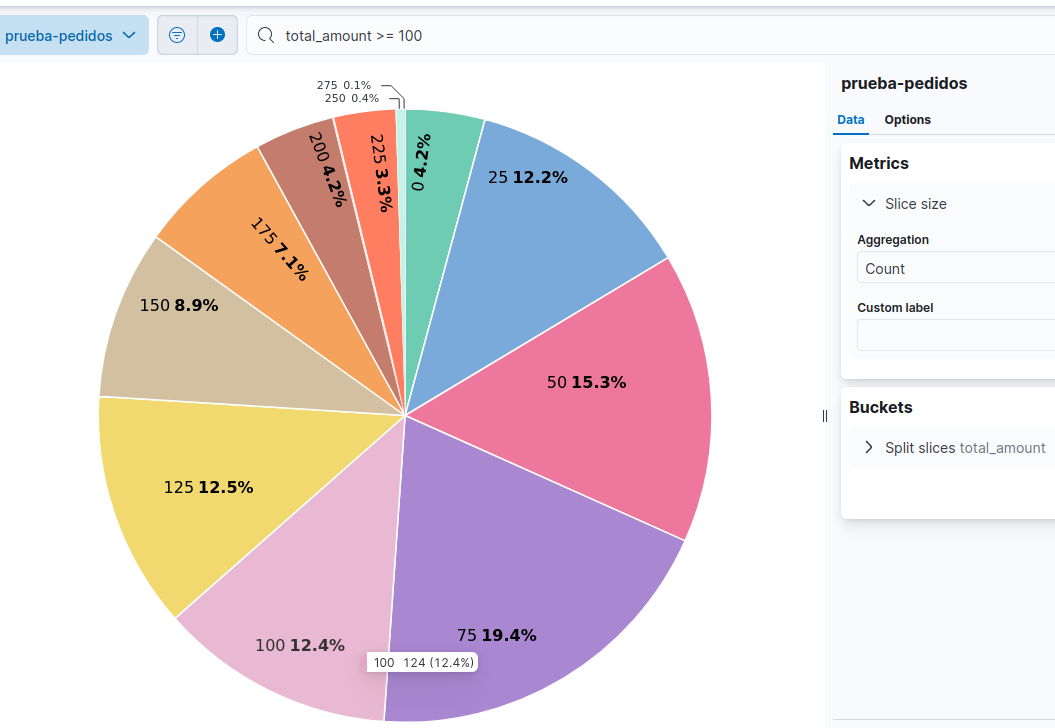 prueba-pedidos
total_amount >= 100
275 0.1%
250 0.4%
0 4.2%
25 12.2%
50 15.3%
75 19.4%
100 12.4%
125 12.5%
150 8.9%
175 7.1%
200 4.2%
225 3.3%
100 124 (12.4%)
prueba-pedidos
Data Options
Metrics
Slice size
Aggregation
Count
Custom label
Buckets
Split slices total_amount